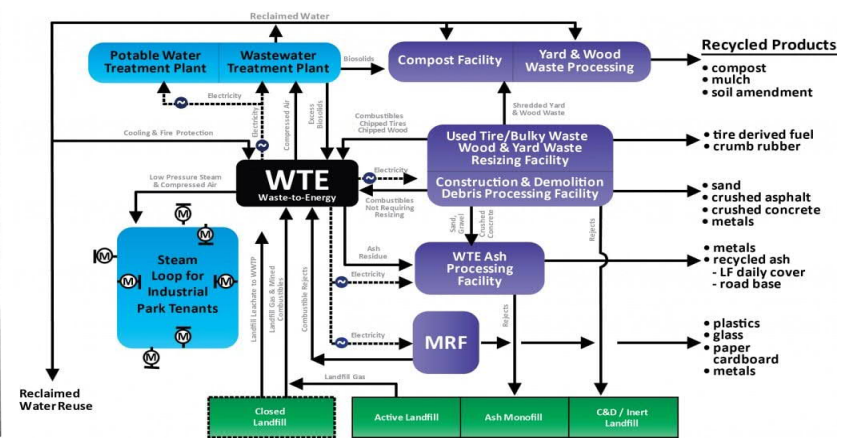 Reclaimed Water
Potable Water
Treatment Plant
Wastewater
Treatment Plant
Biosolids
Compost Facility
Yard & Wood
Waste Processing
Recycled Products
• compost
• mulch
• soil amendment
Electricity
Electricity
Compressed Air
Excess
Biosolids
Combustibles
Chipped Tires
Chipped Wood
Shredded Yard
& Wood Waste
Cooling & Fire Protection
Used Tire/Bulky Waste
Wood & Yard Waste
Resizing Facility
• tire derived fuel
• crumb rubber
WTE
Waste-to-Energy
Electricity
Construction & Demolition
Debris Processing Facility
Combustibles
Not Requiring
Resizing
• sand
• crushed asphalt
• crushed concrete
• metals
Low Pressure Steam
& Compressed Air
M
M
M
M
M
M
M
Steam
Loop for
Industrial
Park Tenants
Sand,
Gravel
Crushed
Concrete
Rejects
Ash
Residue
WTE Ash
Processing
Facility
Electricity
• metals
• recycled ash
- LF daily cover
- road base
Landfill Leachate to WWTP
Landfill Gas & Mined
Combustibles
Combustible Rejects
Electricity
MRF
Rejects
• plastics
• glass
• paper
cardboard
• metals
Landfill Gas
Reclaimed
Water Reuse
Closed
Landfill
Active Landfill
Ash Monofill
C&D / Inert
Landfill